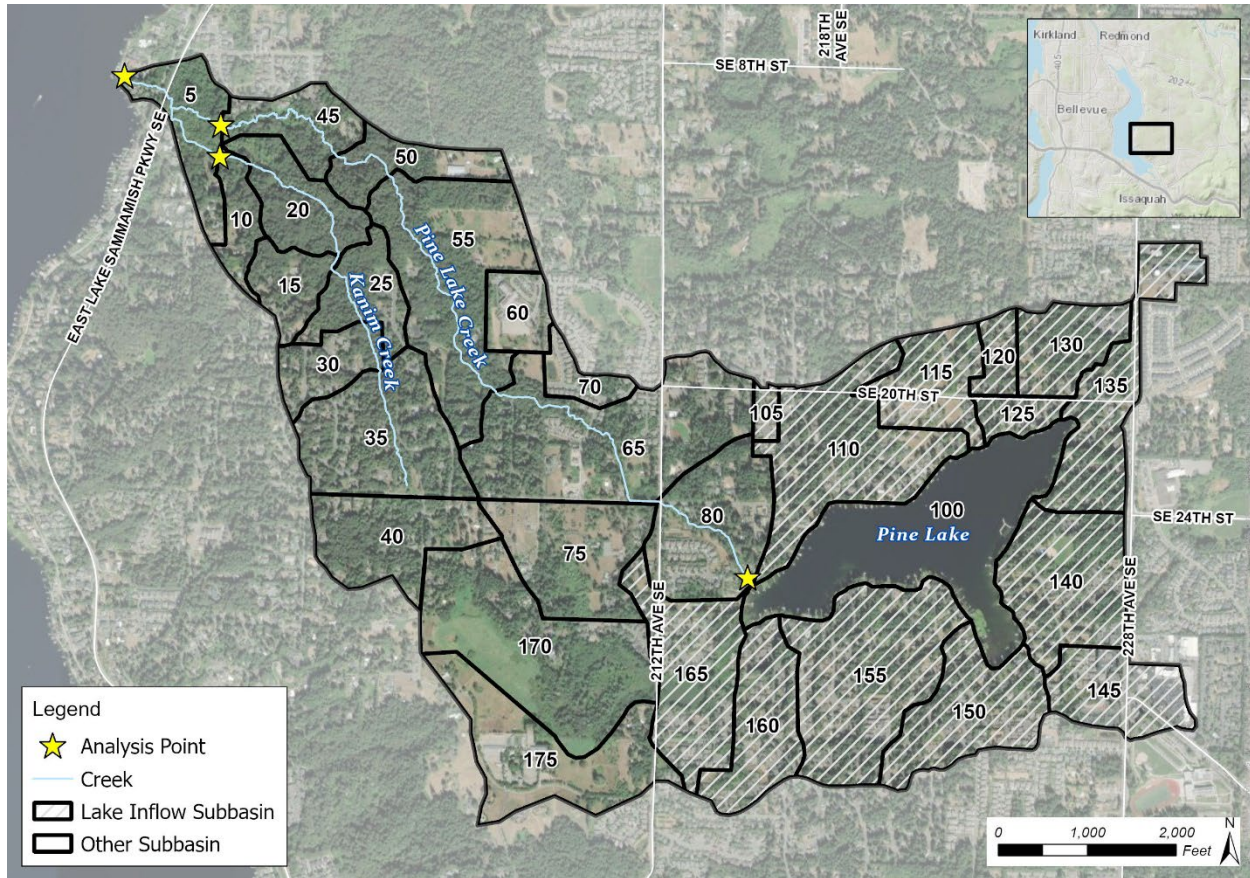 218TH
AVE SE
SE 8TH ST
Kirkland
Redmond
405
202
Bellevue
Issaquah
EAST LAKE SAMMAMISH PKWY SE
5
45
50
10
20
55
15
25
60
Pine Lake Creek
Kanim Creek
30
70
35
65
40
75
80
105
110
115
120
130
125
135
SE 20TH ST
100
Pine Lake
SE 24TH ST
140
212TH AVE SE
228TH AVE SE
170
165
155
145
150
160
175
Legend
Analysis Point
Creek
Lake Inflow Subbasin
Other Subbasin
N
0 1,000 2,000
Feet